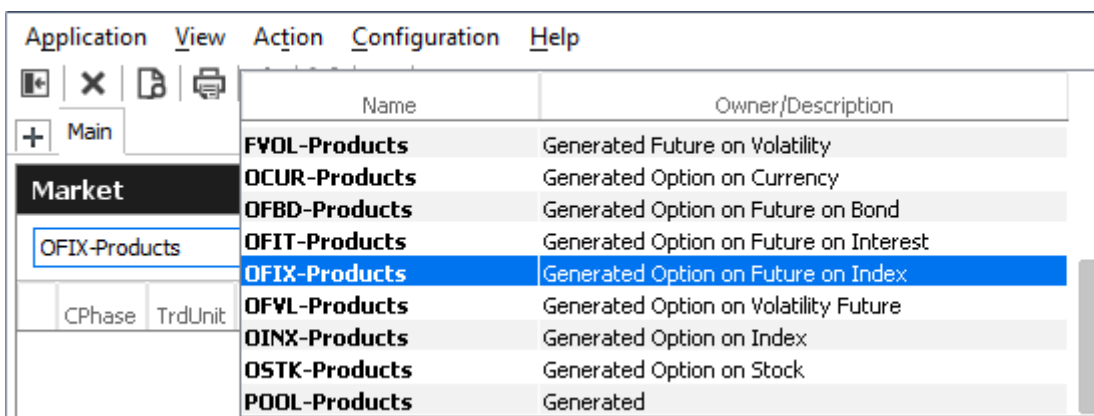 Application View Action Configuration Help
Name Owner/Description
+ Main
FVOL-Products Generated Future on Volatility
OCUR-Products Generated Option on Currency
Market
OFBD-Products Generated Option on Future on Bond
OFIX-Products
OFIT-Products Generated Option on Future on Interest
OFIX-Products Generated Option on Future on Index
CPhase TrdUnit
OFVL-Products Generated Option on Volatility Future
OINX-Products Generated Option on Index
OSTK-Products Generated Option on Stock
POOL-Products Generated